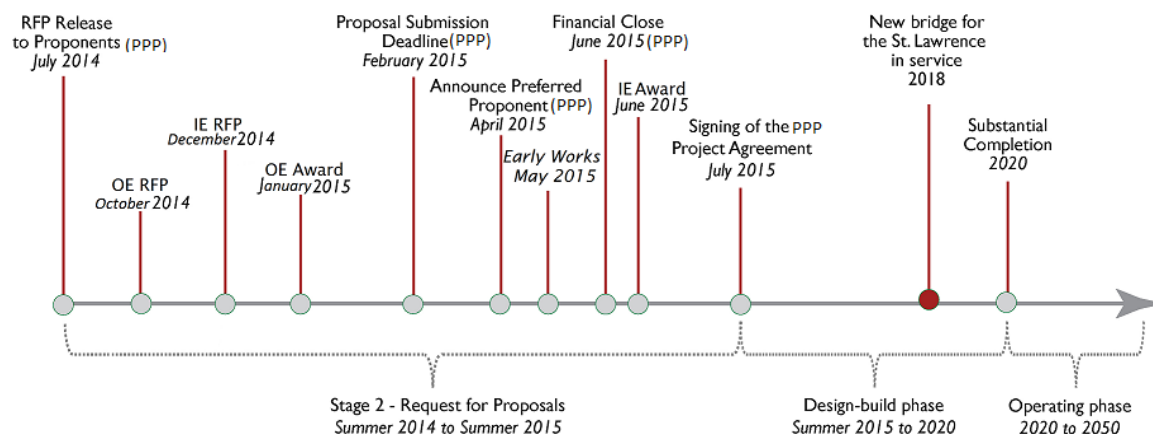 RFP Release
to Proponents (PPP)
July 2014
OE RFP
October 2014
IE RFP
December 2014
OE Award
January 2015
Proposal Submission
Deadline (PPP)
February 2015
Announce Preferred
Proponent (PPP)
April 2015
Early Works
May 2015
Financial Close
June 2015 (PPP)
IE Award
June 2015
Signing of the PPP
Project Agreement
July 2015
New bridge for
the St. Lawrence
in service
2018
Substantial
Completion
2020
Stage 2 - Request for Proposals
Summer 2014 to Summer 2015
Design-build phase
Summer 2015 to 2020
Operating phase
2020 to 2050